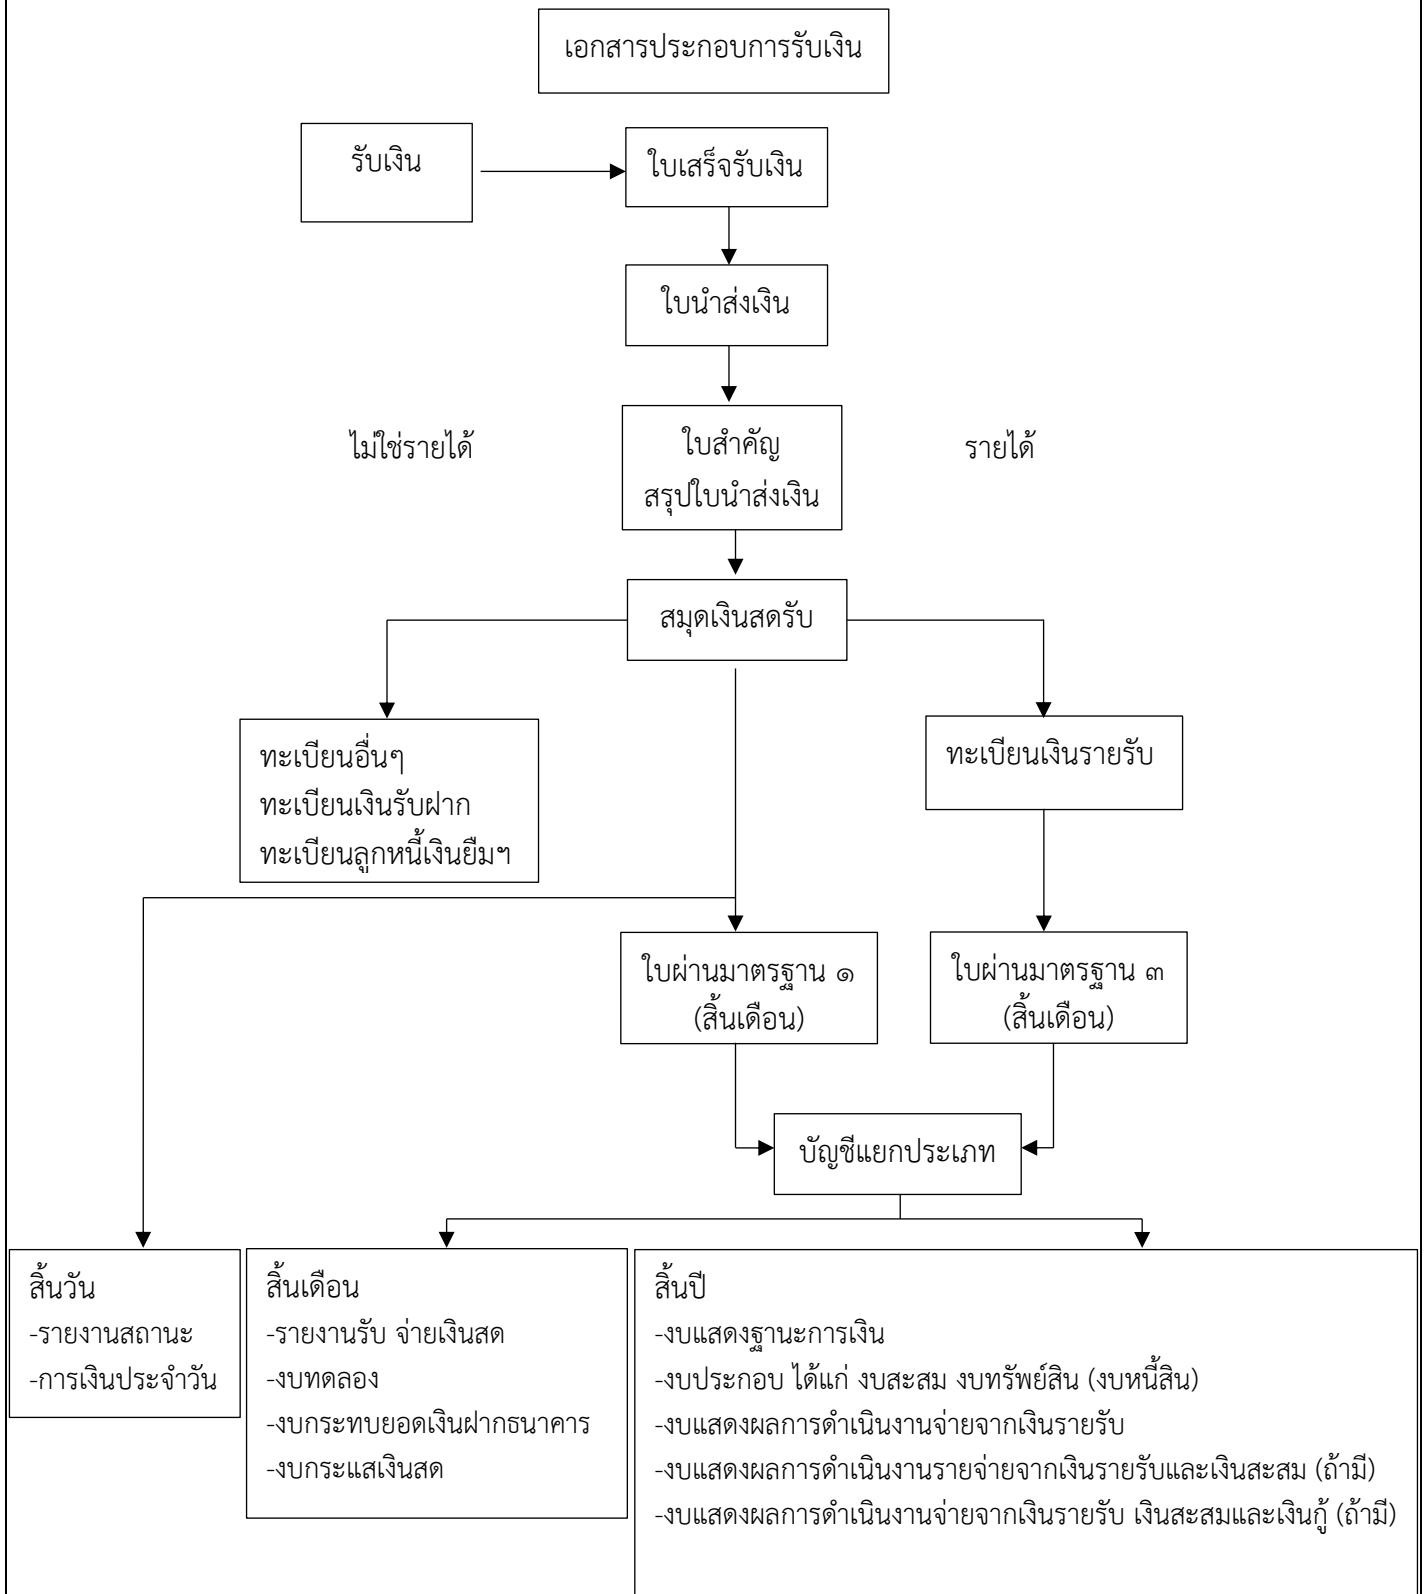 เอกสารประกอบการรับเงิน
รับเงิน
ใบเสร็จรับเงิน
ใบนำส่งเงิน
ไม่ใช่รายได้
ใบสำคัญ
สรุปใบนำส่งเงิน
รายได้
สมุดเงินสดรับ
ทะเบียนอื่นๆ
ทะเบียนเงินรับฝาก
ทะเบียนลูกหนี้เงินยืมฯ
ทะเบียนเงินรายรับ
ใบผ่านมาตรฐาน ๑
(สิ้นเดือน)
ใบผ่านมาตรฐาน ๓
(สิ้นเดือน)
บัญชีแยกประเภท
สิ้นวัน
-รายงานสถานะ
-การเงินประจำวัน
สิ้นเดือน
-รายงานรับ จ่ายเงินสด
-งบทดลอง
-งบกระทบยอดเงินฝากธนาคาร
-งบกระแสเงินสด
สิ้นปี
-งบแสดงฐานะการเงิน
-งบประกอบ ได้แก่ งบสะสม งบทรัพย์สิน (งบหนี้สิน)
-งบแสดงผลการดำเนินงานจ่ายจากเงินรายรับ
-งบแสดงผลการดำเนินงานรายจ่ายจากเงินรายรับและเงินสะสม (ถ้ามี)
-งบแสดงผลการดำเนินงานจ่ายจากเงินรายรับ เงินสะสมและเงินกู้ (ถ้ามี)